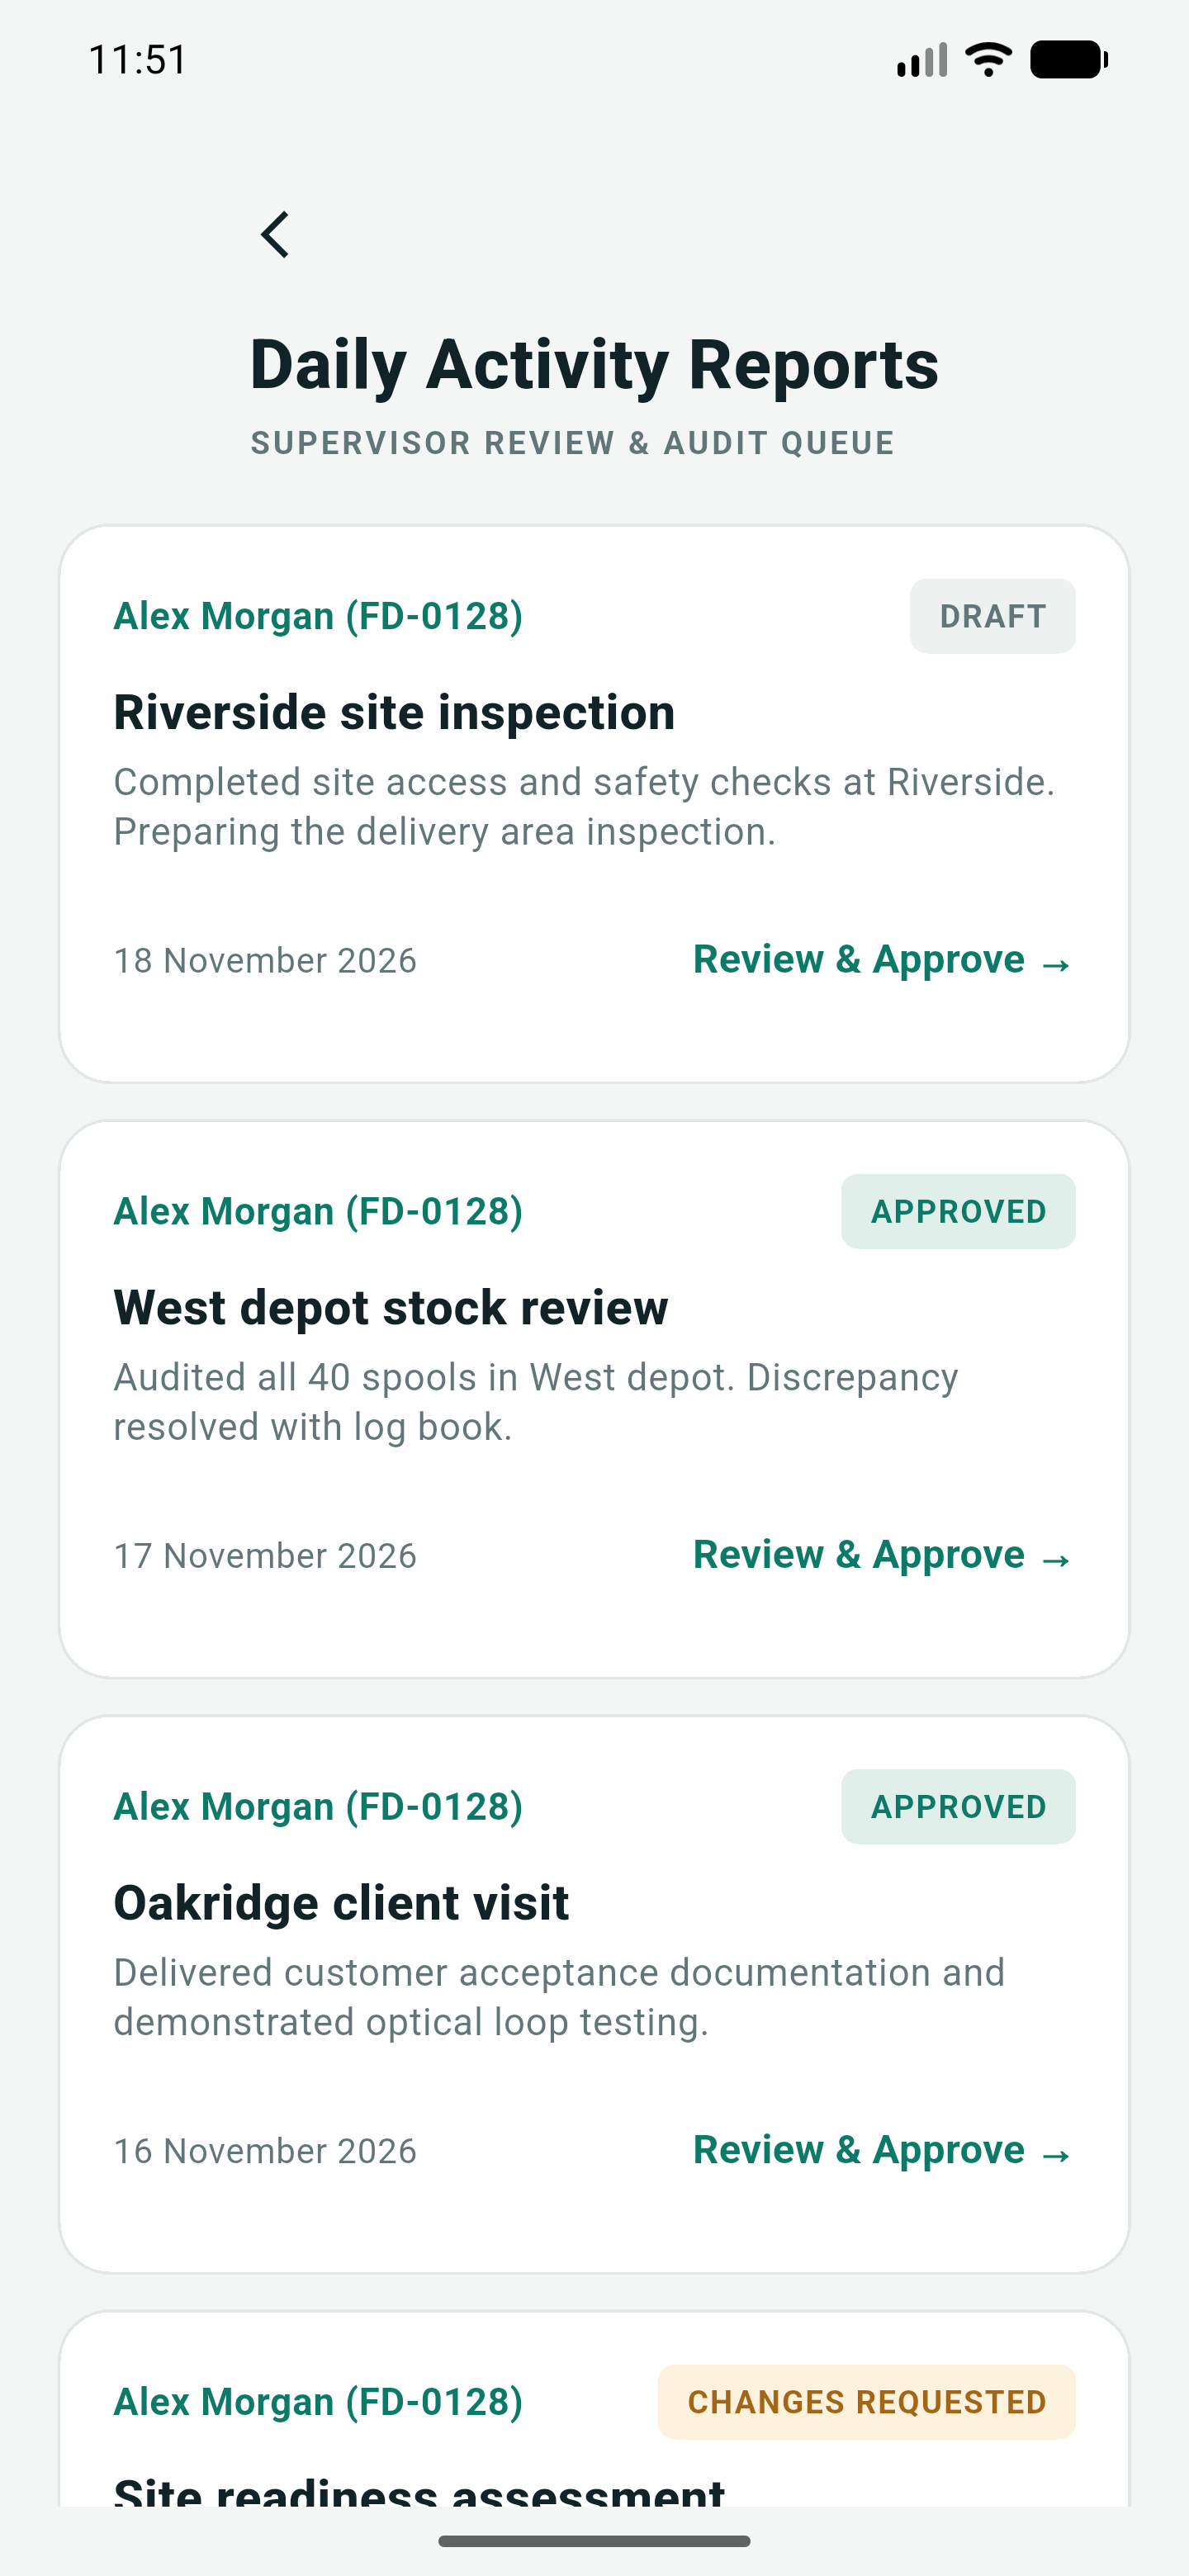 11:51
Daily Activity Reports
SUPERVISOR REVIEW & AUDIT QUEUE
Alex Morgan (FD-0128)
DRAFT
Riverside site inspection
Completed site access and safety checks at Riverside.
Preparing the delivery area inspection.
18 November 2026
Review & Approve →
Alex Morgan (FD-0128)
APPROVED
West depot stock review
Audited all 40 spools in West depot. Discrepancy
resolved with log book.
17 November 2026
Review & Approve →
Alex Morgan (FD-0128)
APPROVED
Oakridge client visit
Delivered customer acceptance documentation and
demonstrated optical loop testing.
16 November 2026
Review & Approve →
Alex Morgan (FD-0128)
CHANGES REQUESTED
Site readiness assessment